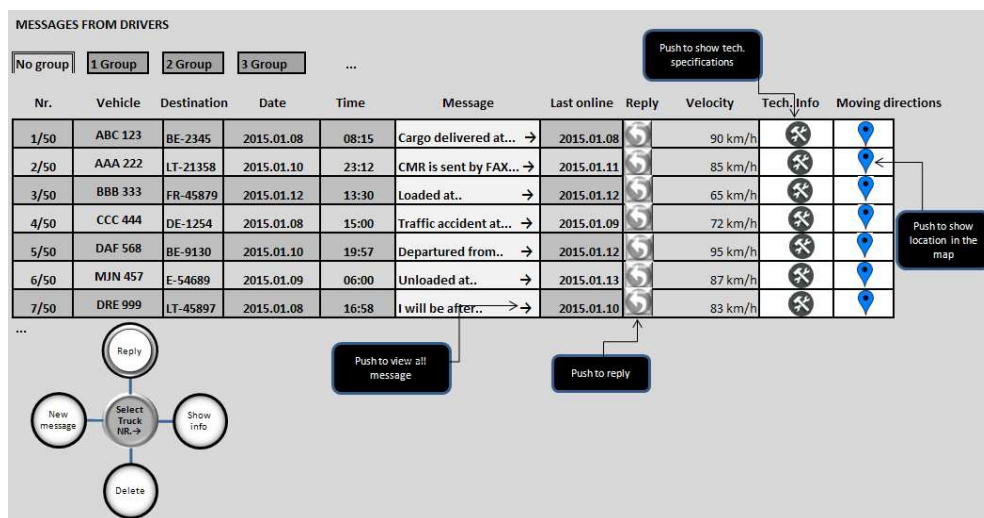 MESSAGES FROM DRIVERS
No group 1 Group 2 Group 3 Group ...
Push to show tech.
specifications
Nr. Vehicle Destination Date Time Message Last online Reply Velocity Tech. Info Moving directions
1/50 ABC 123 BE-2345 2015.01.08 08:15 Cargo delivered at... → 2015.01.08 90 km/h
2/50 AAA 222 LT-21358 2015.01.10 23:12 CMR is sent by FAX... → 2015.01.11 85 km/h
3/50 BBB 333 FR-45879 2015.01.12 13:30 Loaded at.. → 2015.01.12 65 km/h
4/50 CCC 444 DE-1254 2015.01.08 15:00 Traffic accident at... → 2015.01.09 72 km/h
5/50 DAF 568 BE-9130 2015.01.10 19:57 Departured from.. → 2015.01.12 95 km/h
6/50 MJN 457 E-54689 2015.01.09 06:00 Unloaded at.. → 2015.01.13 87 km/h
7/50 DRE 999 LT-45897 2015.01.08 16:58 I will be after.. → 2015.01.10 83 km/h
...
Push to show
location in the
map
Push to view all
message
Push to reply
Reply
New
message
Select
Truck
NR.→
Show
info
Delete